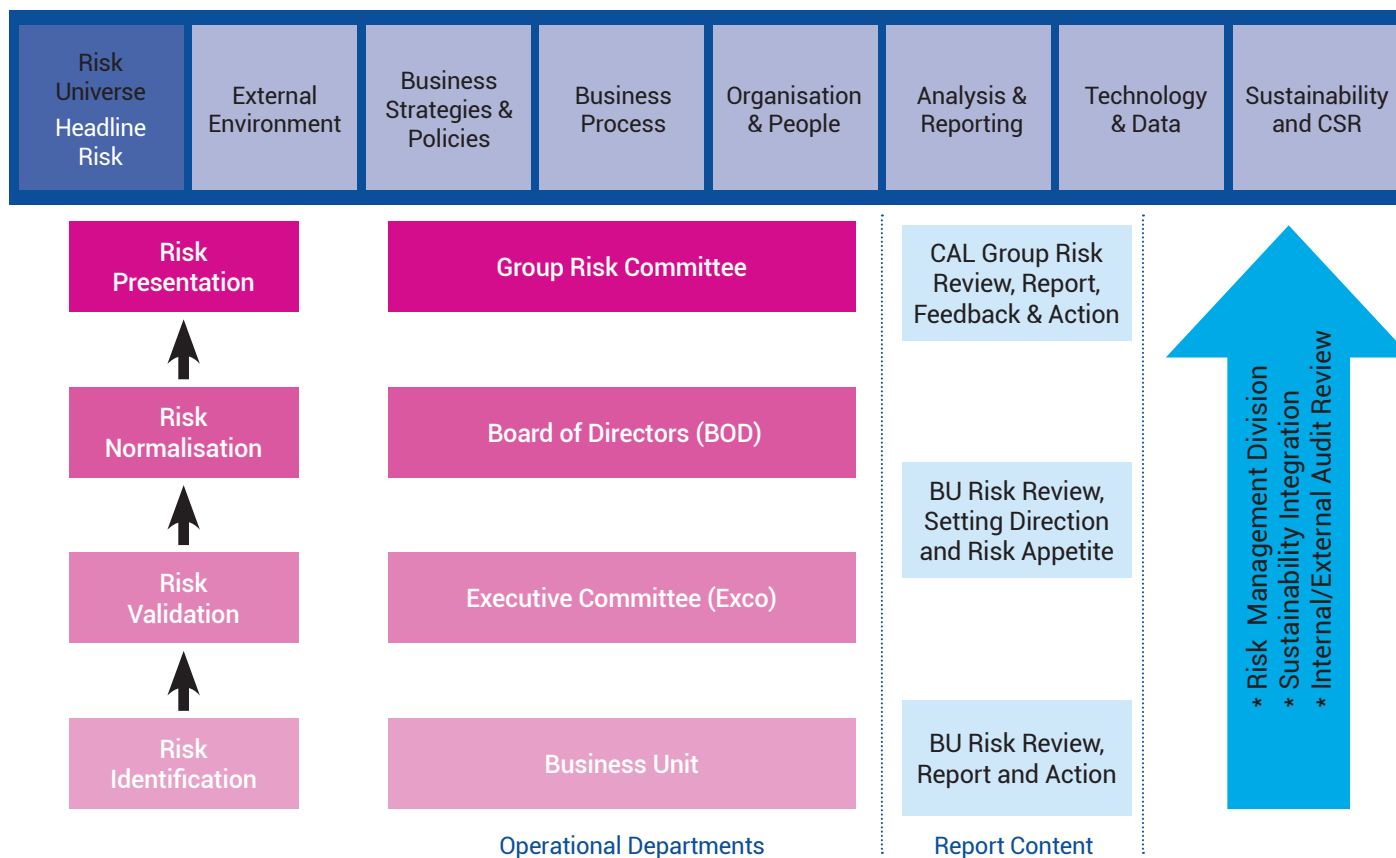 Risk
Universe
Headline
Risk
External
Environment
Business
Strategies &
Policies
Business
Process
Organisation
& People
Analysis &
Reporting
Technology
& Data
Sustainability
and CSR
Risk
Presentation
Group Risk Committee
CAL Group Risk
Review, Report,
Feedback & Action
Risk
Normalisation
Board of Directors (BOD)
BU Risk Review,
Setting Direction
and Risk Appetite
Risk
Validation
Executive Committee (Exco)
Risk
Identification
Business Unit
BU Risk Review,
Report and Action
* Risk  Management Division
* Sustainability Integration
* Internal/External Audit Review
Operational Departments
Report Content